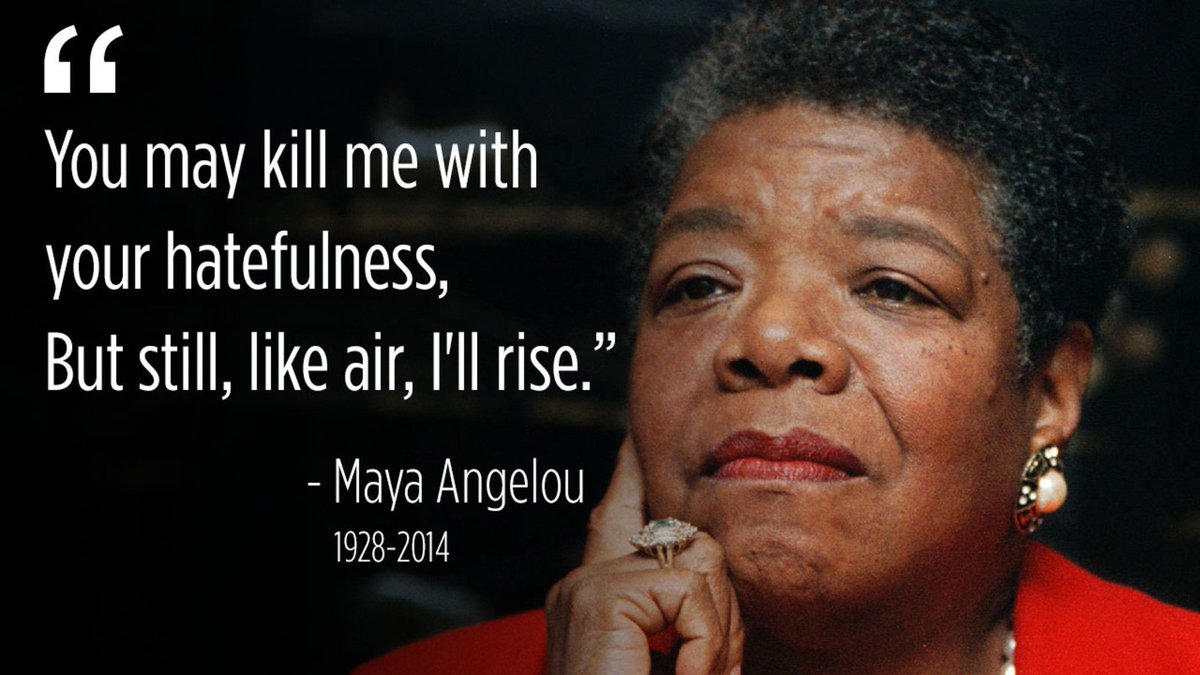 “
You may kill me with
your hatefulness,
But still, like air, I'll rise.”
- Maya Angelou
1928-2014